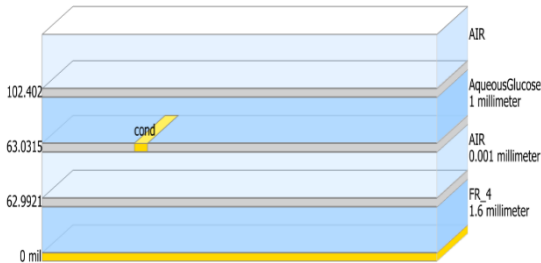 AIR
102.402
AqueousGlucose
1 millimeter
cond
63.0315
AIR
0.001 millimeter
62.9921
FR_4
1.6 millimeter
0 mil